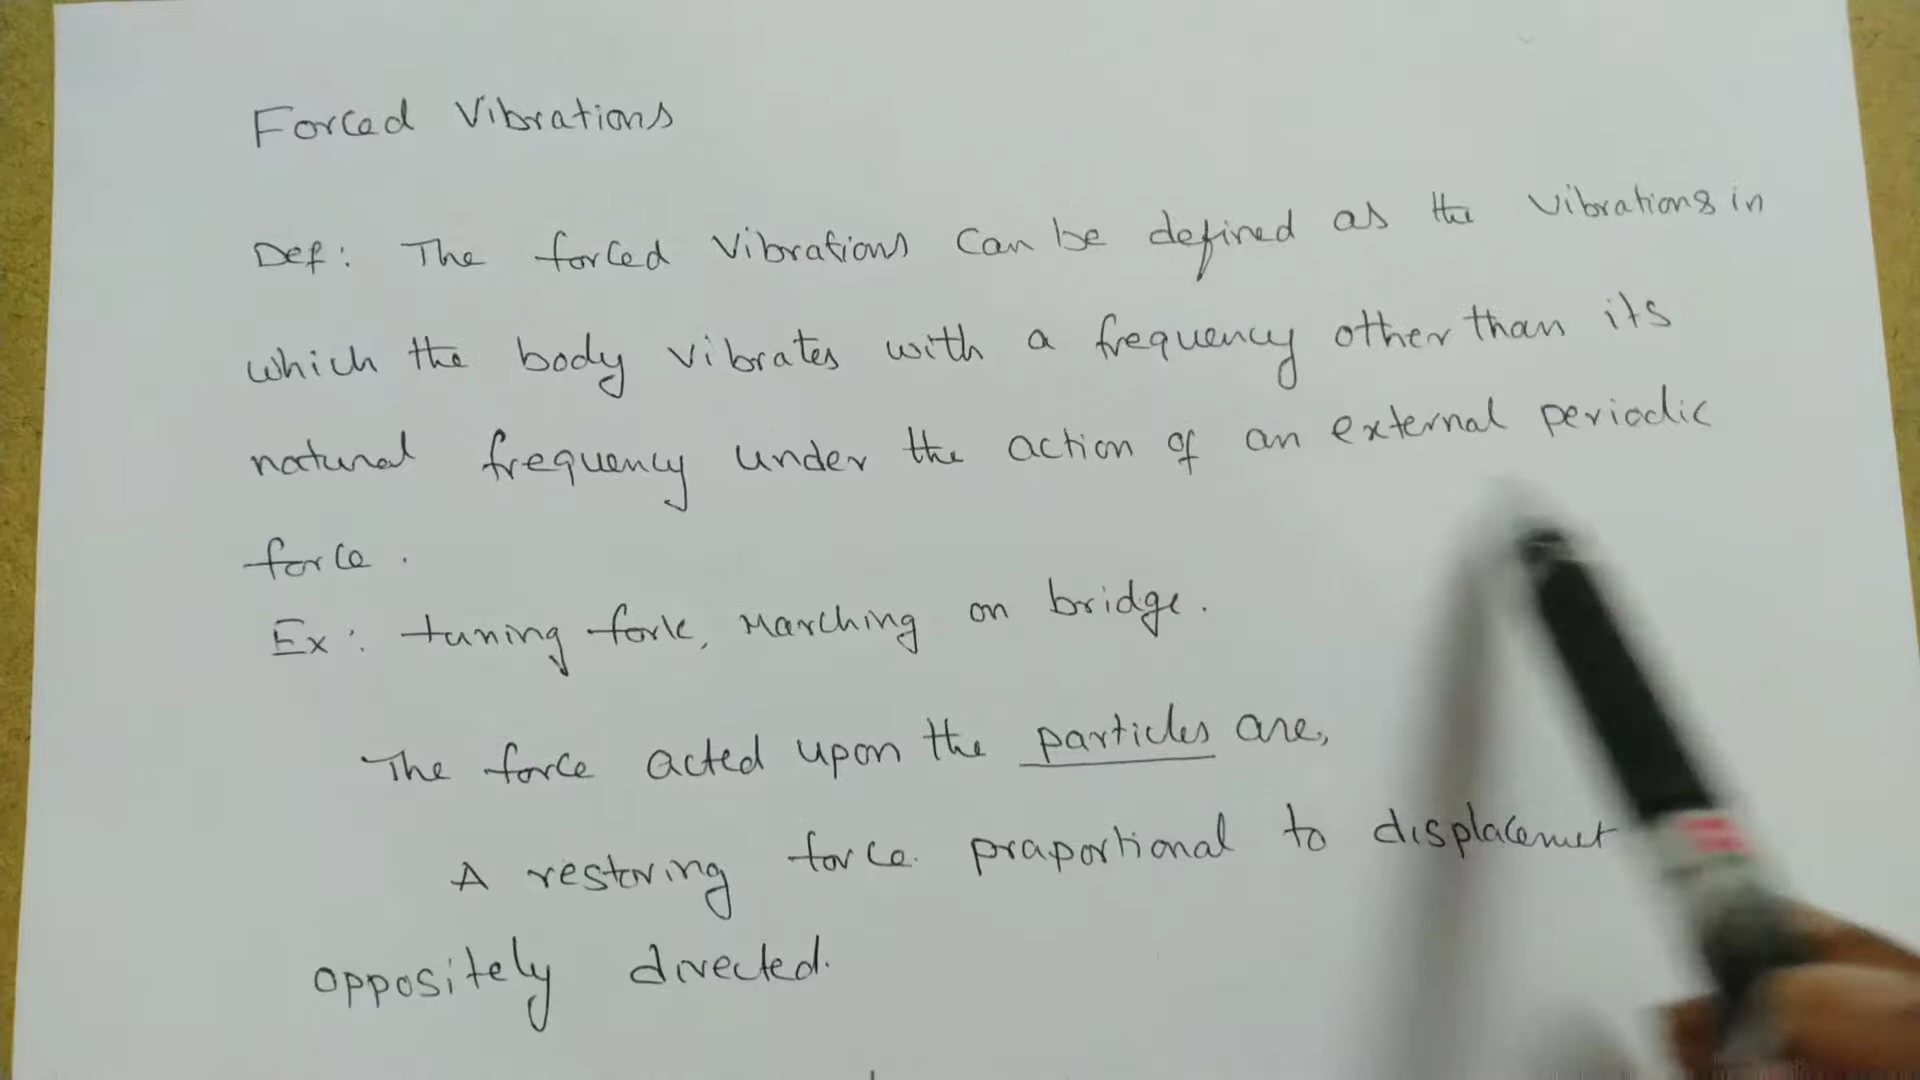 Forced Vibrations
Def: The forced vibrations can be defined as the vibrations in
which the body vibrates with a frequency other than its
natural frequency under the action of an external periodic
force.
Ex: tuning fork, Marching on bridge.
The force acted upon the particles are,
A restoring force. praportional to displacemet
oppositely directed.